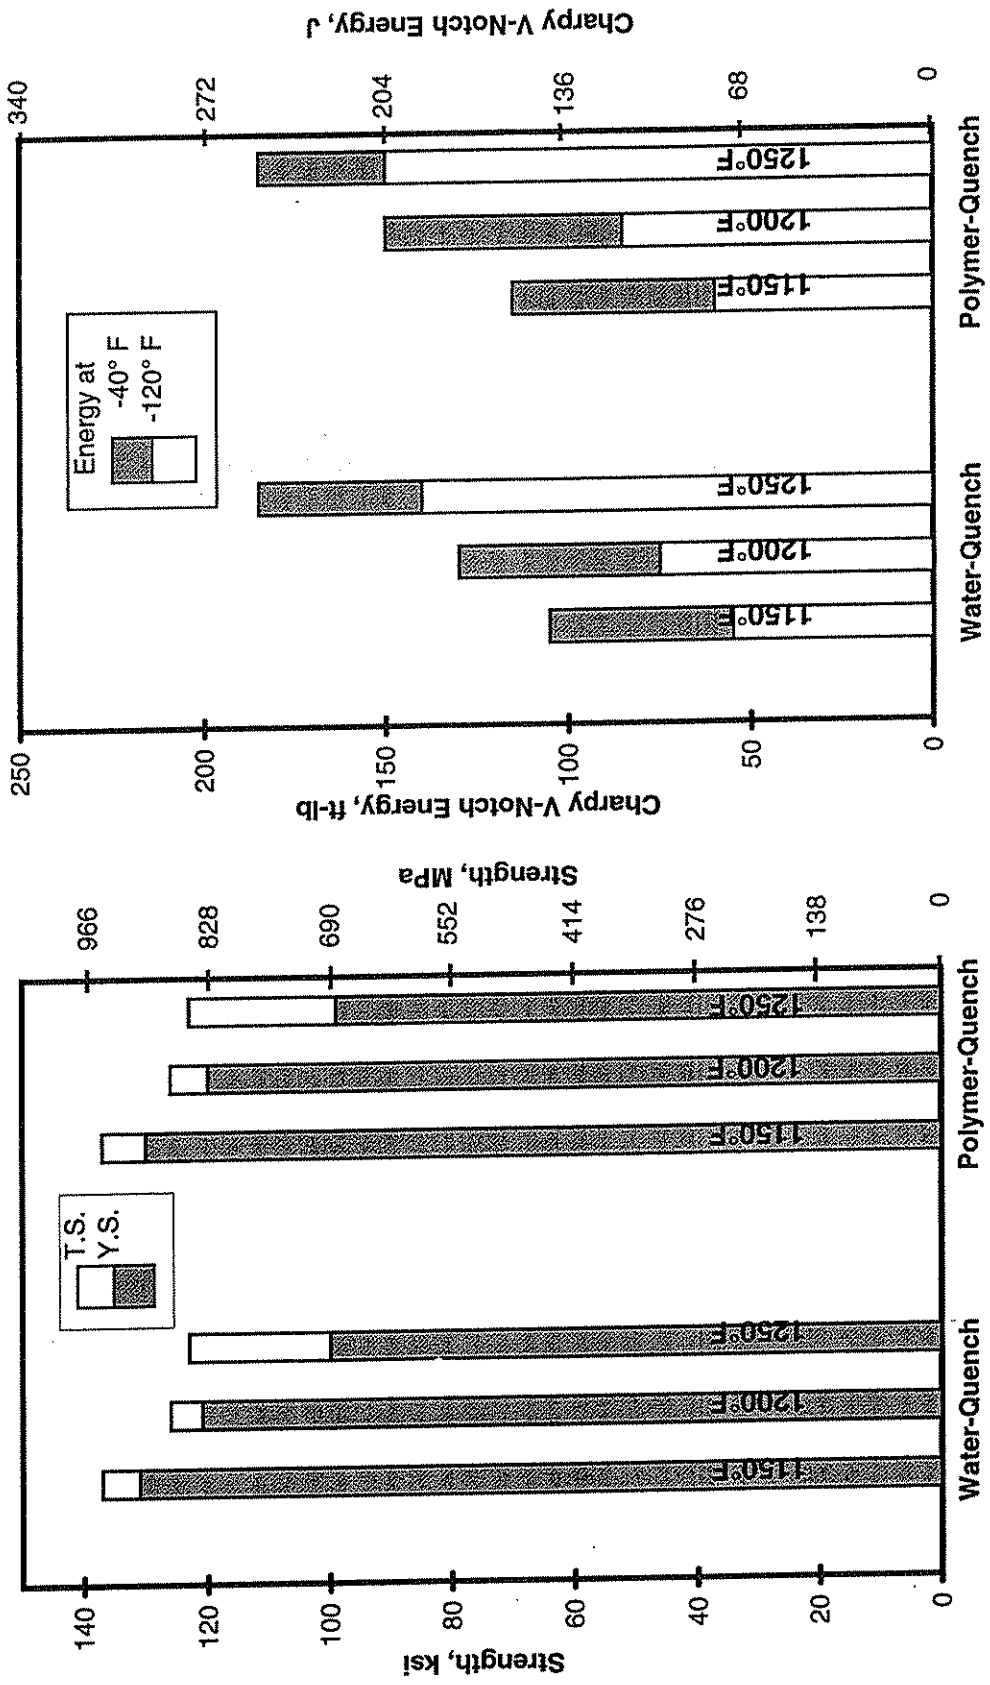 Strength, ksi
140
120
100
80
60
40
20
0
T.S.
Y.S.
1150°F
1200°F
1250°F
1150°F
1200°F
1250°F
Water-Quench
Polymer-Quench
966
828
690
552
414
276
138
0
Strength, MPa
Charpy V-Notch Energy, ft-lb
250
200
150
100
50
0
Energy at
-40° F
-120° F
1150°F
1200°F
1250°F
1150°F
1200°F
1250°F
Water-Quench
Polymer-Quench
340
272
204
136
68
0
Charpy V-Notch Energy, J